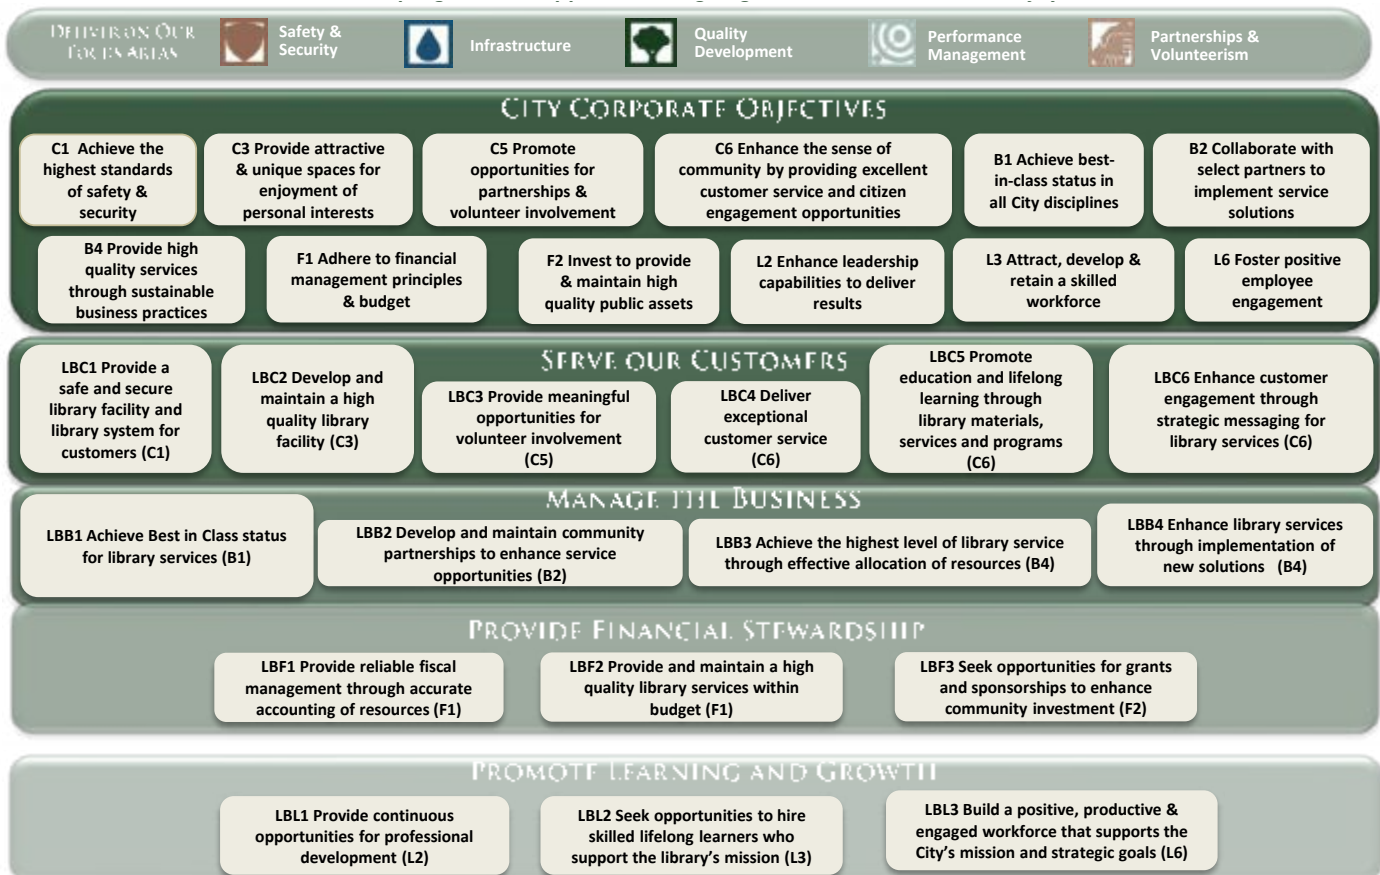 DELIVER ON OUR
FOCUS AREAS
Safety &
Security
Infrastructure
Quality
Development
Performance
Management
Partnerships &
Volunteerism
CITY CORPORATE OBJECTIVES
C1 Achieve the
highest standards
of safety &
security
C3 Provide attractive
& unique spaces for
enjoyment of
personal interests
C5 Promote
opportunities for
partnerships &
volunteer involvement
C6 Enhance the sense of
community by providing excellent
customer service and citizen
engagement opportunities
B1 Achieve best-
in-class status in
all City disciplines
B2 Collaborate with
select partners to
implement service
solutions
B4 Provide high
quality services
through sustainable
business practices
F1 Adhere to financial
management principles
& budget
F2 Invest to provide
& maintain high
quality public assets
L2 Enhance leadership
capabilities to deliver
results
L3 Attract, develop &
retain a skilled
workforce
L6 Foster positive
employee
engagement
SERVE OUR CUSTOMERS
LBC1 Provide a
safe and secure
library facility and
library system for
customers (C1)
LBC2 Develop and
maintain a high
quality library
facility (C3)
LBC3 Provide meaningful
opportunities for
volunteer involvement
(C5)
LBC4 Deliver
exceptional
customer service
(C6)
LBC5 Promote
education and lifelong
learning through
library materials,
services and programs
(C6)
LBC6 Enhance customer
engagement through
strategic messaging for
library services (C6)
MANAGE THE BUSINESS
LBB1 Achieve Best in Class status
for library services (B1)
LBB2 Develop and maintain community
partnerships to enhance service
opportunities (B2)
LBB3 Achieve the highest level of library service
through effective allocation of resources (B4)
LBB4 Enhance library services
through implementation of
new solutions (B4)
PROVIDE FINANCIAL STEWARDSHIP
LBF1 Provide reliable fiscal
management through accurate
accounting of resources (F1)
LBF2 Provide and maintain a high
quality library services within
budget (F1)
LBF3 Seek opportunities for grants
and sponsorships to enhance
community investment (F2)
PROMOTE LEARNING AND GROWTH
LBL1 Provide continuous
opportunities for professional
development (L2)
LBL2 Seek opportunities to hire
skilled lifelong learners who
support the library's mission (L3)
LBL3 Build a positive, productive &
engaged workforce that supports the
City's mission and strategic goals (L6)